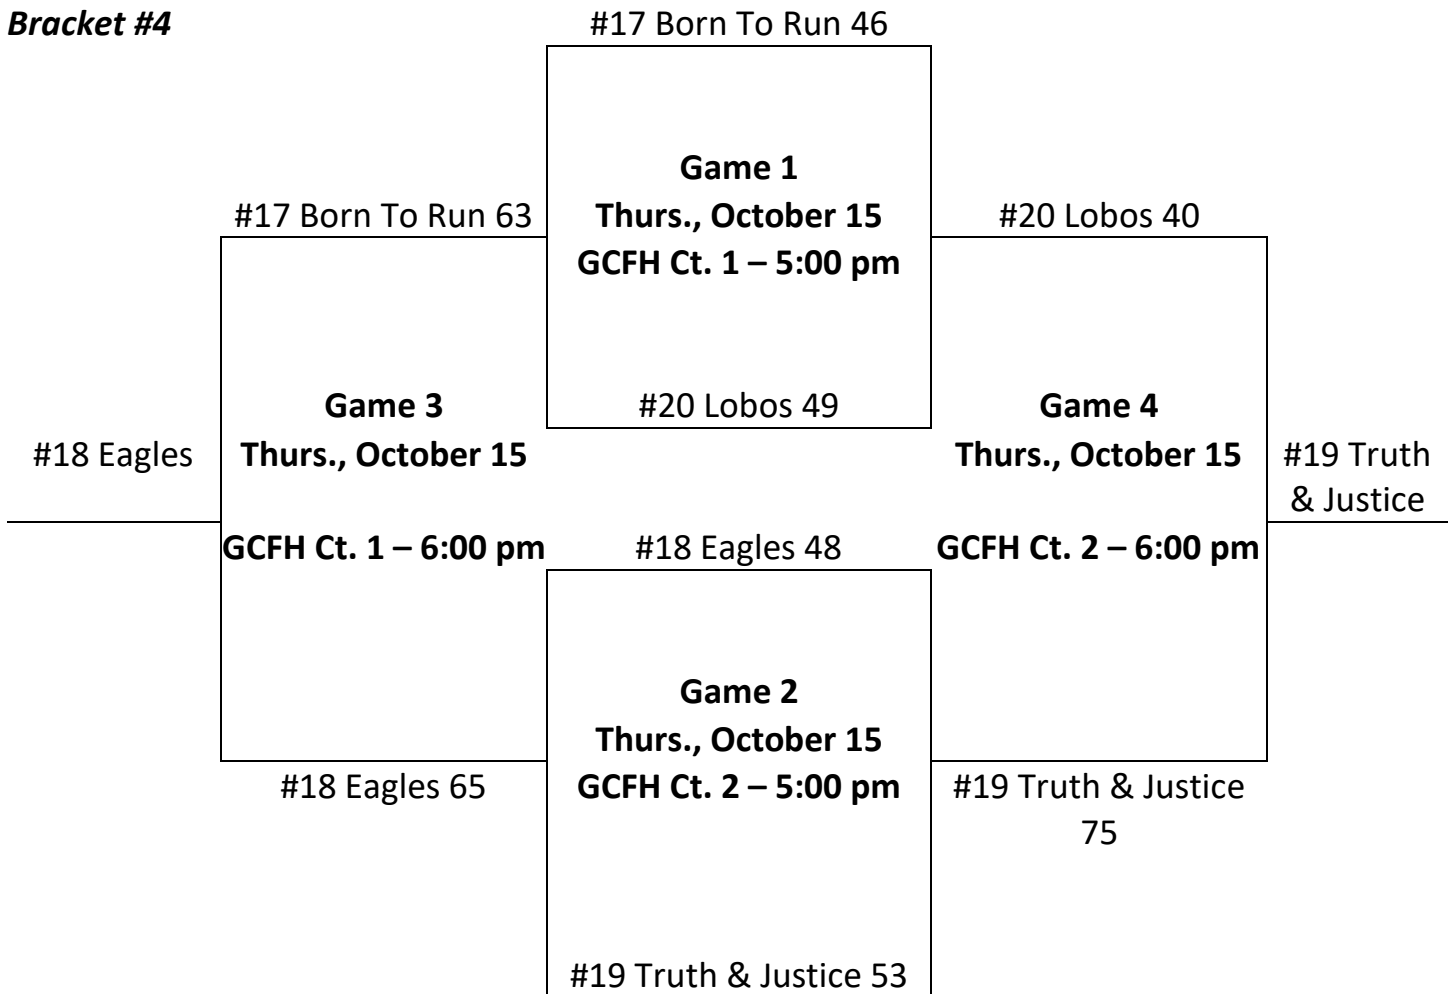 Bracket #4
#17 Born To Run 46
Game 1
Thurs., October 15
GCFH Ct. 1 – 5:00 pm
#17 Born To Run 63
#20 Lobos 40
#20 Lobos 49
Game 3
Thurs., October 15
GCFH Ct. 1 – 6:00 pm
Game 4
Thurs., October 15
GCFH Ct. 2 – 6:00 pm
#18 Eagles
#19 Truth
& Justice
#18 Eagles 48
Game 2
Thurs., October 15
GCFH Ct. 2 – 5:00 pm
#18 Eagles 65
#19 Truth & Justice
75
#19 Truth & Justice 53